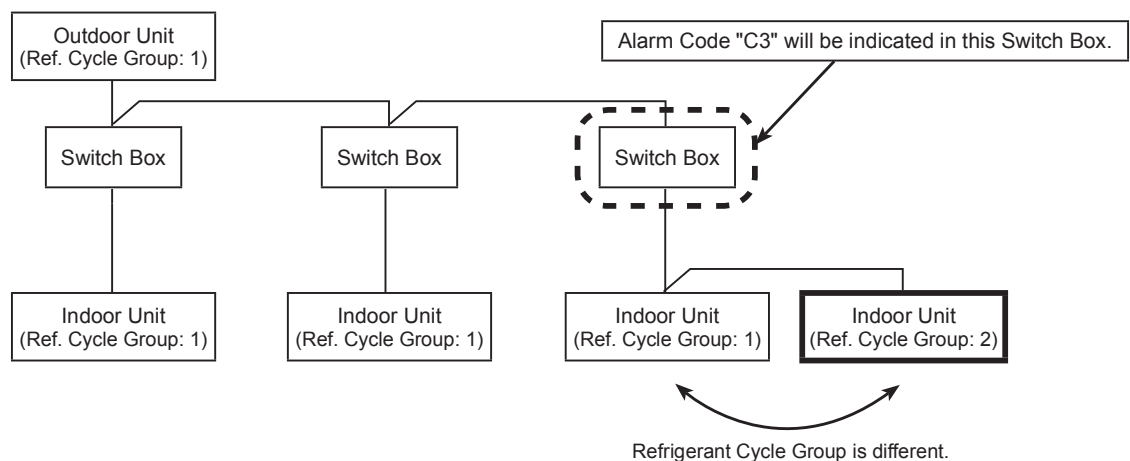 Outdoor Unit
(Ref. Cycle Group: 1)
Alarm Code "C3" will be indicated in this Switch Box.
Switch Box
Switch Box
Switch Box
Indoor Unit
(Ref. Cycle Group: 1)
Indoor Unit
(Ref. Cycle Group: 1)
Indoor Unit
(Ref. Cycle Group: 1)
Indoor Unit
(Ref. Cycle Group: 2)
Refrigerant Cycle Group is different.